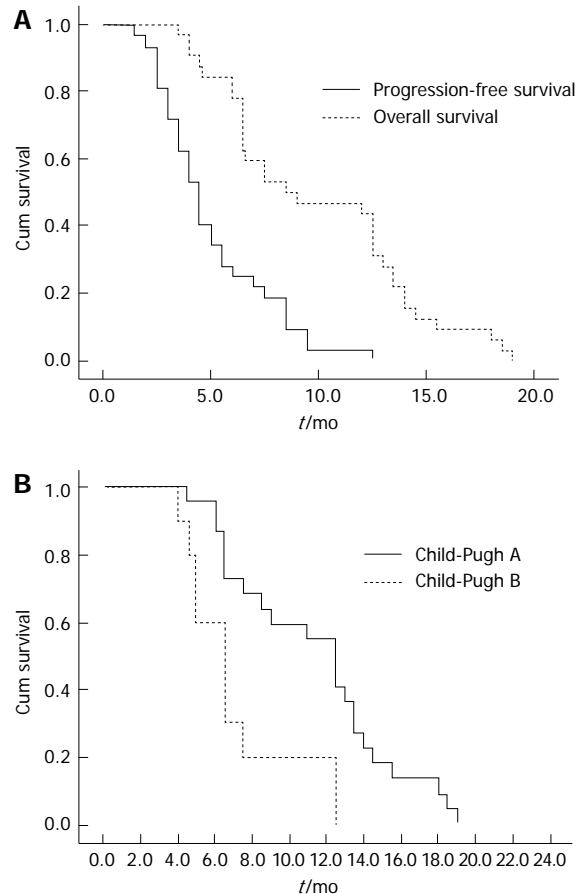 A
1.0
0.8
0.6
0.4
0.2
0.0
Cum survival
Progression-free survival
Overall survival
0.0 5.0 10.0 15.0 20.0
t/mo
B
1.0
0.8
0.6
0.4
0.2
0.0
Cum survival
Child-Pugh A
Child-Pugh B
0.0 2.0 4.0 6.0 8.0 10.0 12.0 14.0 16.0 18.0 20.0 22.0 24.0
t/mo